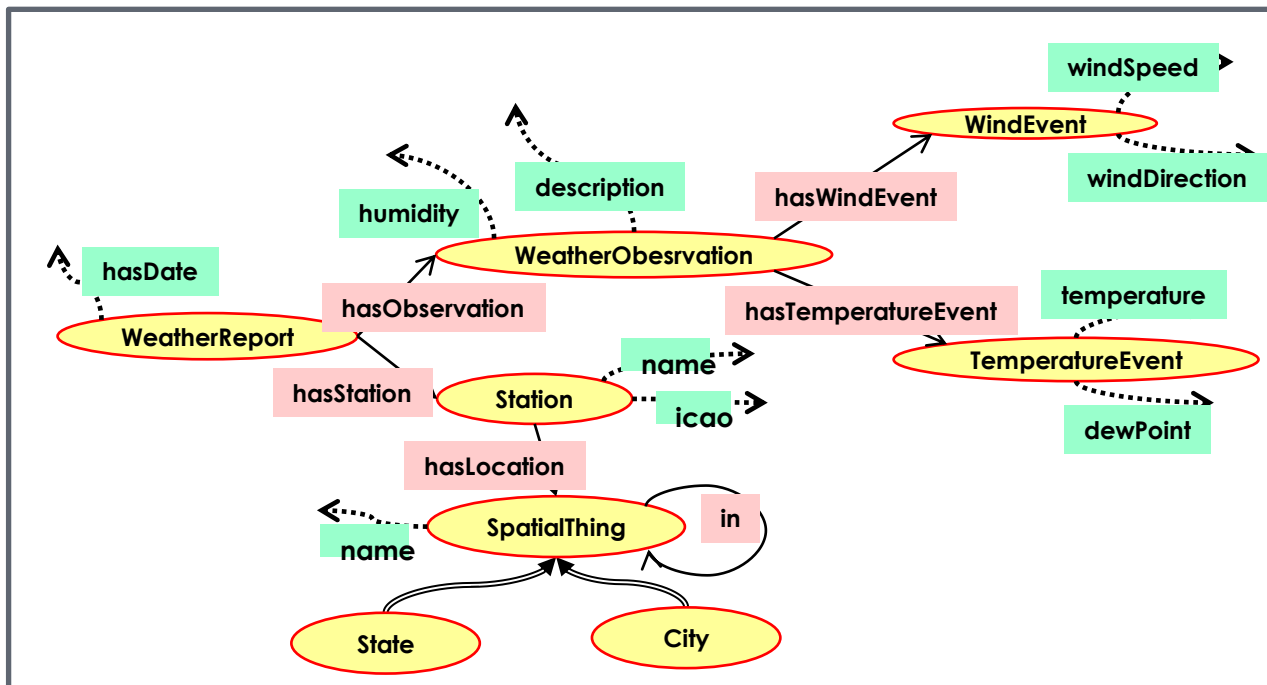 windSpeed
WindEvent
windDirection
description
hasWindEvent
humidity
WeatherObesrvation
hasDate
hasObservation
hasTemperatureEvent
temperature
WeatherReport
TemperatureEvent
name
hasStation
Station
icao
dewPoint
hasLocation
SpatialThing
in
name
State
City